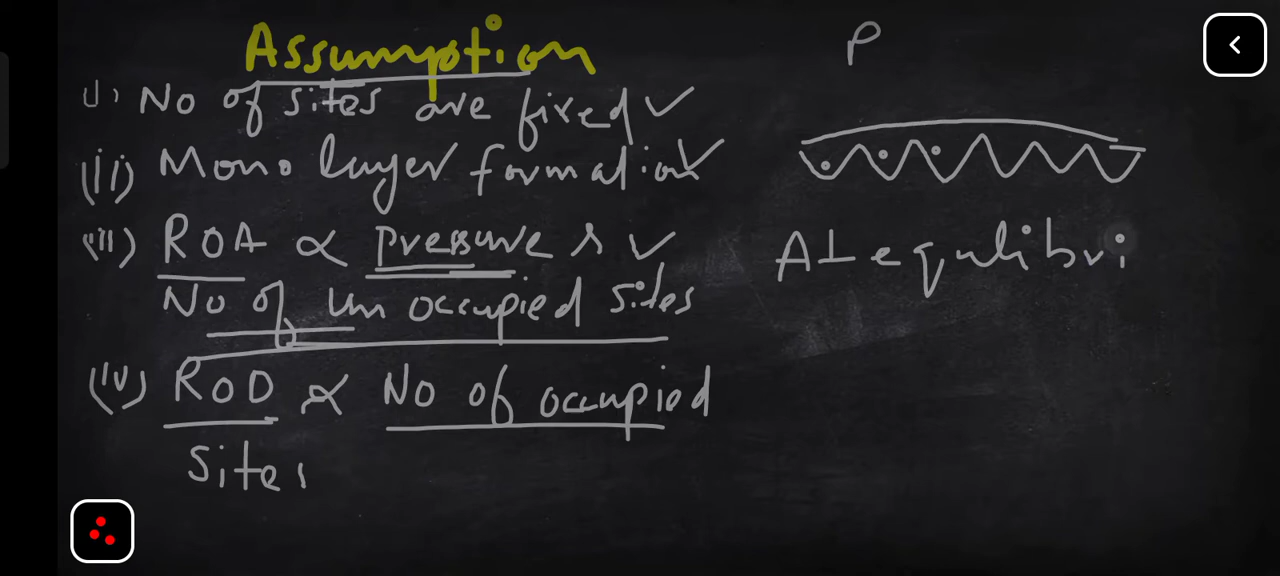 Assumption
(i) No of sites are fixed ✓
(ii) Mono layer formation ✓
(iii) ROA ∝ pressure & ✓
No of un occupied sites
(iv) ROD ∝ No of occupied
sites
P
At equlibri